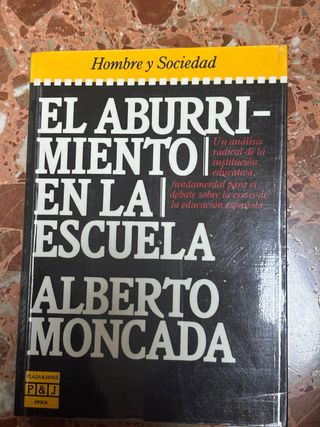 Hombre y Sociedad
EL ABURRI-
MIENTO
EN LA
ESCUELA
Un análisis
radical de la
institución
educativa,
fundamental para el
debate sobre la crisis de
la educación española
ALBERTO
MONCADA
PLAZA & JANES
P&J
EPOCA